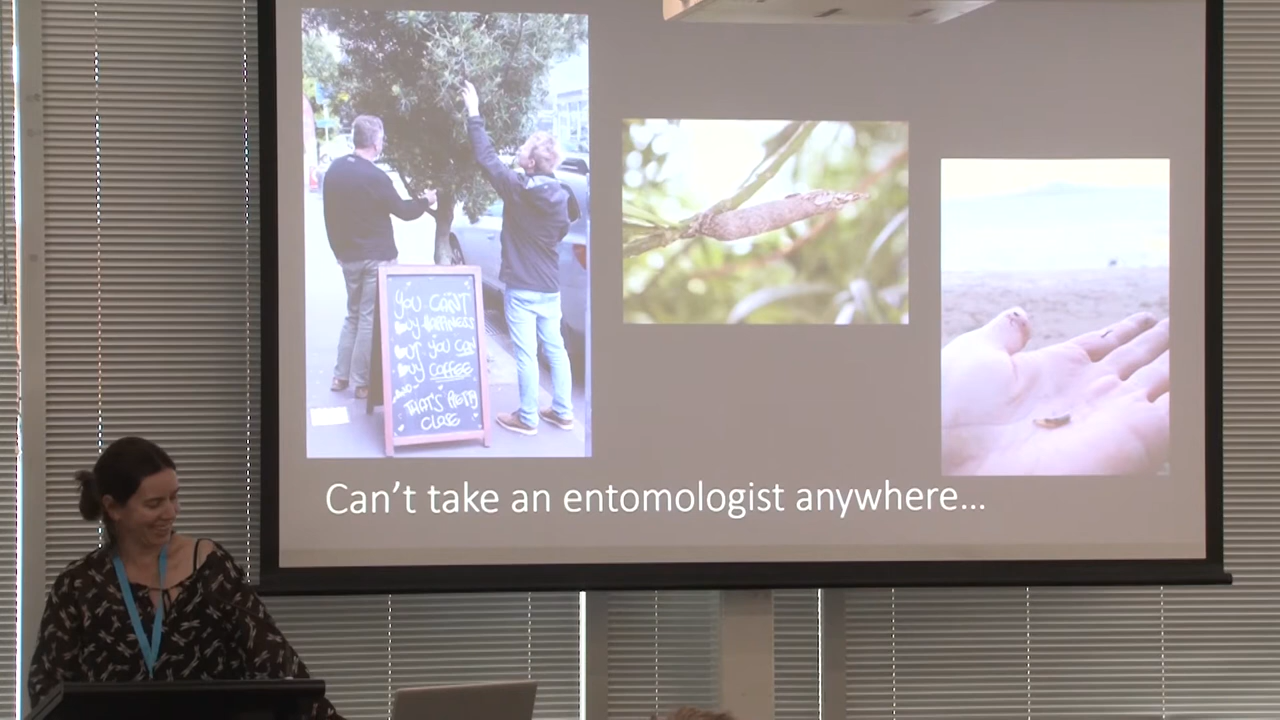 YOU CAN'T
BUY HAPPINESS
BUT YOU CAN
BUY COFFEE
AND
THAT'S PRETTY
CLOSE
Can't take an entomologist anywhere...